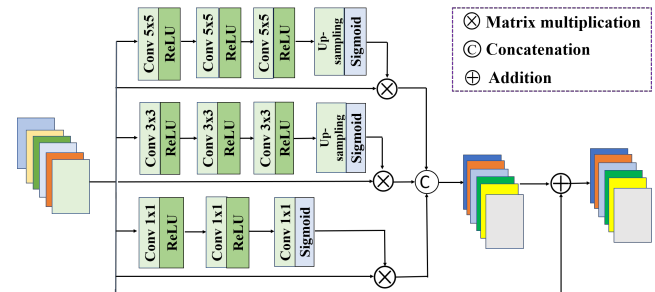 Conv 5x5
ReLU
Conv 5x5
ReLU
Conv 5x5
ReLU
Up-
sampling
Sigmoid
Matrix multiplication
C Concatenation
Addition
Conv 3x3
ReLU
Conv 3x3
ReLU
Conv 3x3
ReLU
Up-
sampling
Sigmoid
C
Conv 1x1
ReLU
Conv 1x1
ReLU
Conv 1x1
Sigmoid